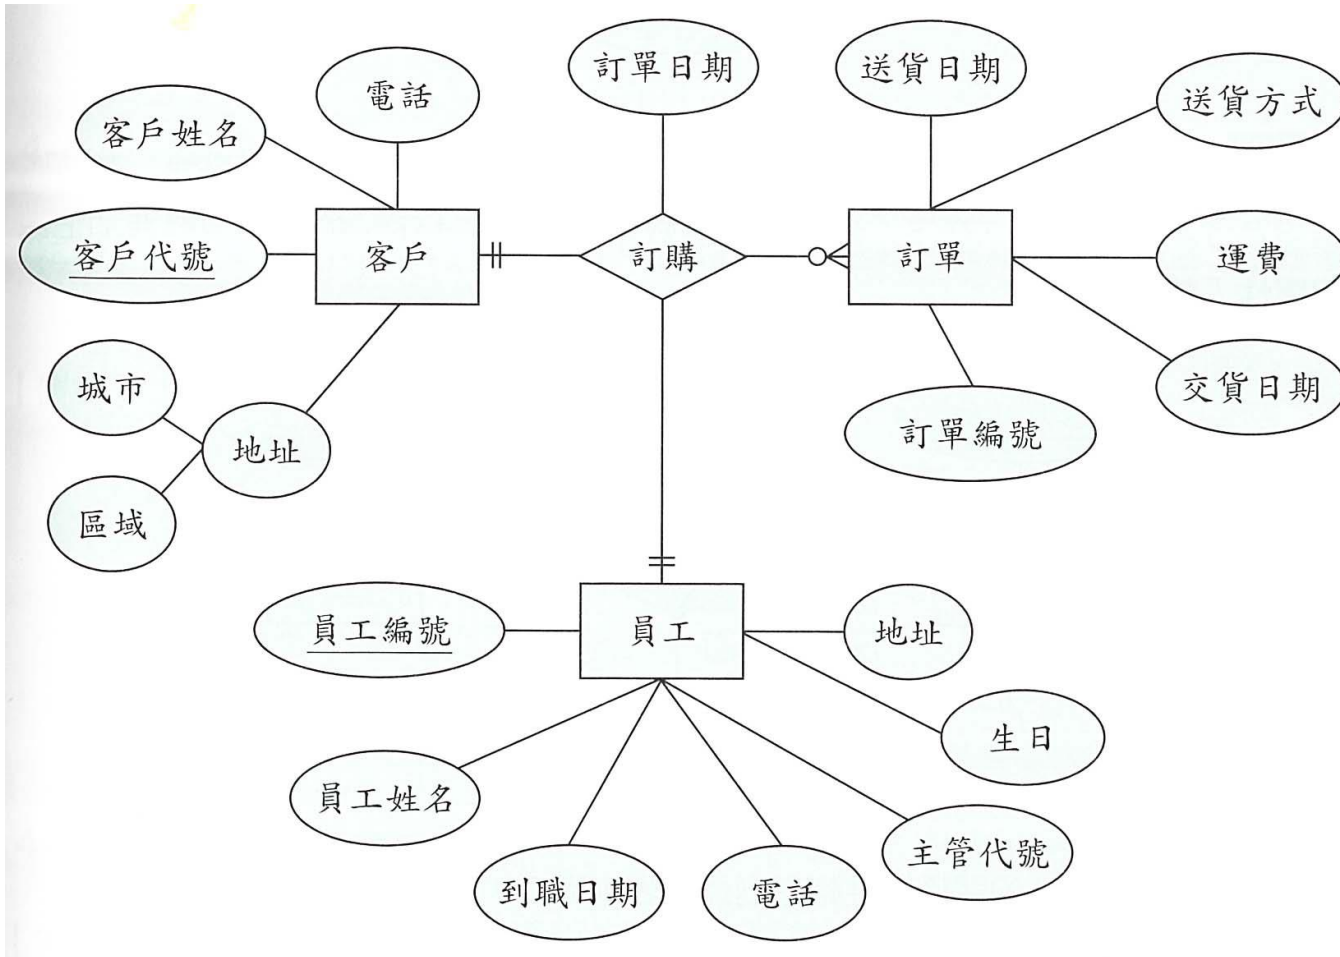 訂單日期
送貨日期
電話
送貨方式
客戶姓名
客戶代號
客戶
訂購
訂單
運費
城市
地址
交貨日期
訂單編號
區域
員工編號
員工
地址
生日
員工姓名
主管代號
到職日期
電話